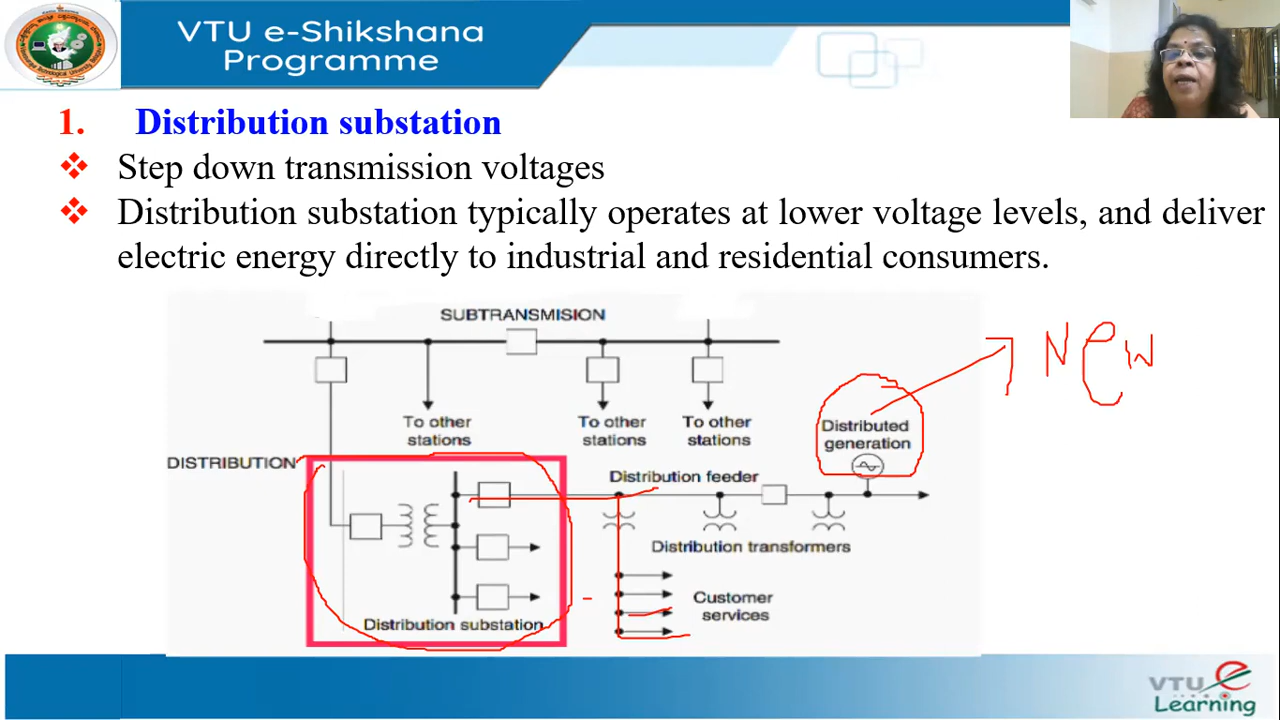 VTU e-Shikshana
Programme
1. Distribution substation
❖ Step down transmission voltages
❖ Distribution substation typically operates at lower voltage levels, and deliver
electric energy directly to industrial and residential consumers.
SUBTRANSMISION
New
To other
stations
To other
stations
To other
stations
Distributed
generation
DISTRIBUTION
Distribution feeder
Distribution transformers
Customer
services
Distribution substation
VTU e
Learning